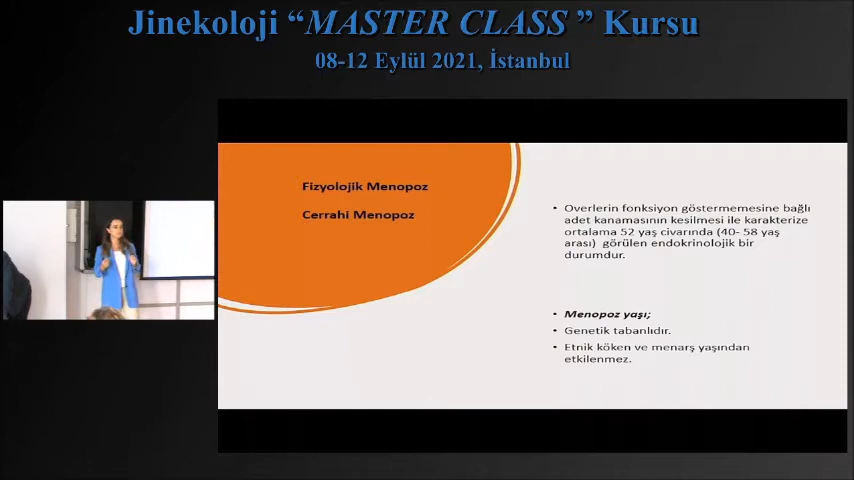 Jinekoloji “MASTER CLASS ” Kursu
08-12 Eylül 2021, İstanbul
Fizyolojik Menopoz
Cerrahi Menopoz
• Overlerin fonksiyon göstermemesine bağlı
adet kanamasının kesilmesi ile karakterize
ortalama 52 yaş civarında (40- 58 yaş
arası) görülen endokrinolojik bir
durumdur.
• Menopoz yaşı;
• Genetik tabanlıdır.
• Etnik köken ve menarş yaşından
etkilenmez.